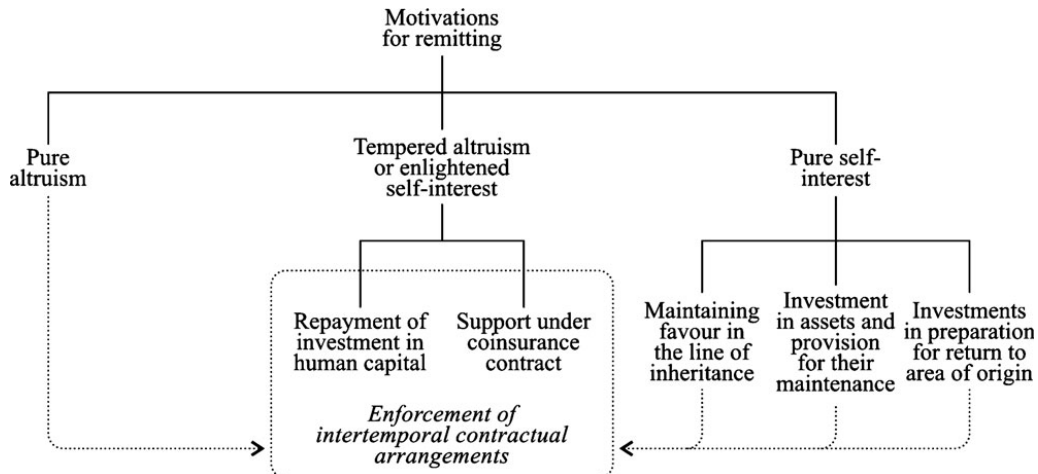 Motivations
for remitting
Pure
altruism
Tempered altruism
or enlightened
self-interest
Pure self-
interest
Repayment of
investment in
human capital
Support under
coinsurance
contract
Maintaining
favour in
the line of
inheritance
Investment
in assets and
provision
for their
maintenance
Investments
in preparation
for return to
area of origin
Enforcement of
intertemporal contractual
arrangements